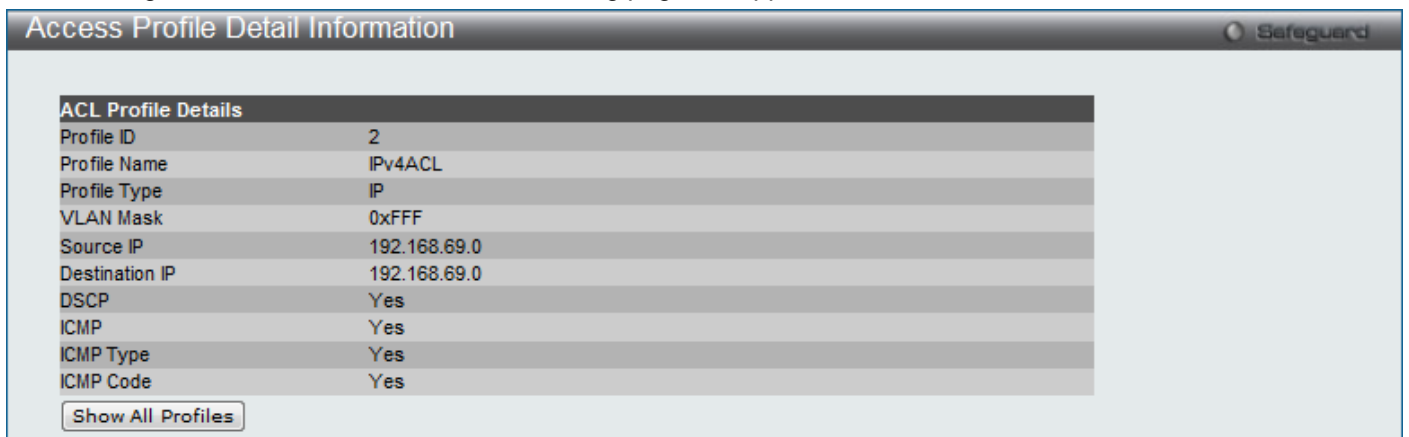 Access Profile Detail Information
Safeguard
ACL Profile Details
Profile ID 2
Profile Name IPv4ACL
Profile Type IP
VLAN Mask 0xFFF
Source IP 192.168.69.0
Destination IP 192.168.69.0
DSCP Yes
ICMP Yes
ICMP Type Yes
ICMP Code Yes
Show All Profiles